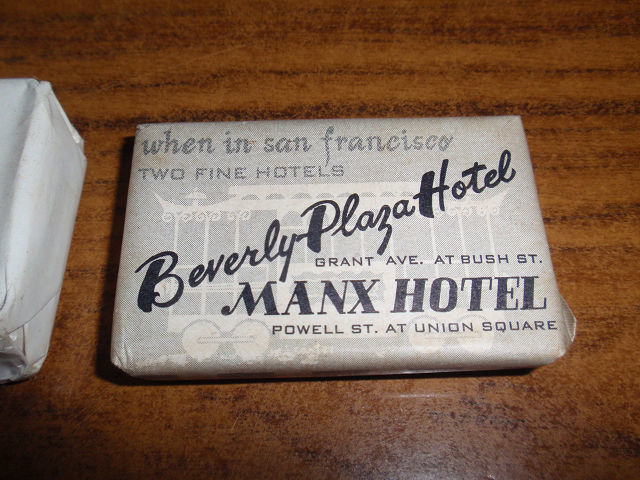 when in san francisco
TWO FINE HOTELS
Beverly Plaza Hotel
GRANT AVE. AT BUSH ST.
MANX HOTEL
POWELL ST. AT UNION SQUARE